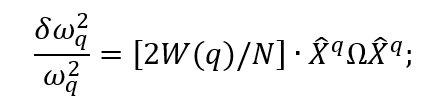 δω_q^2 / ω_q^2 = [2W(q)/N] · X̂^q Ω X̂^q;